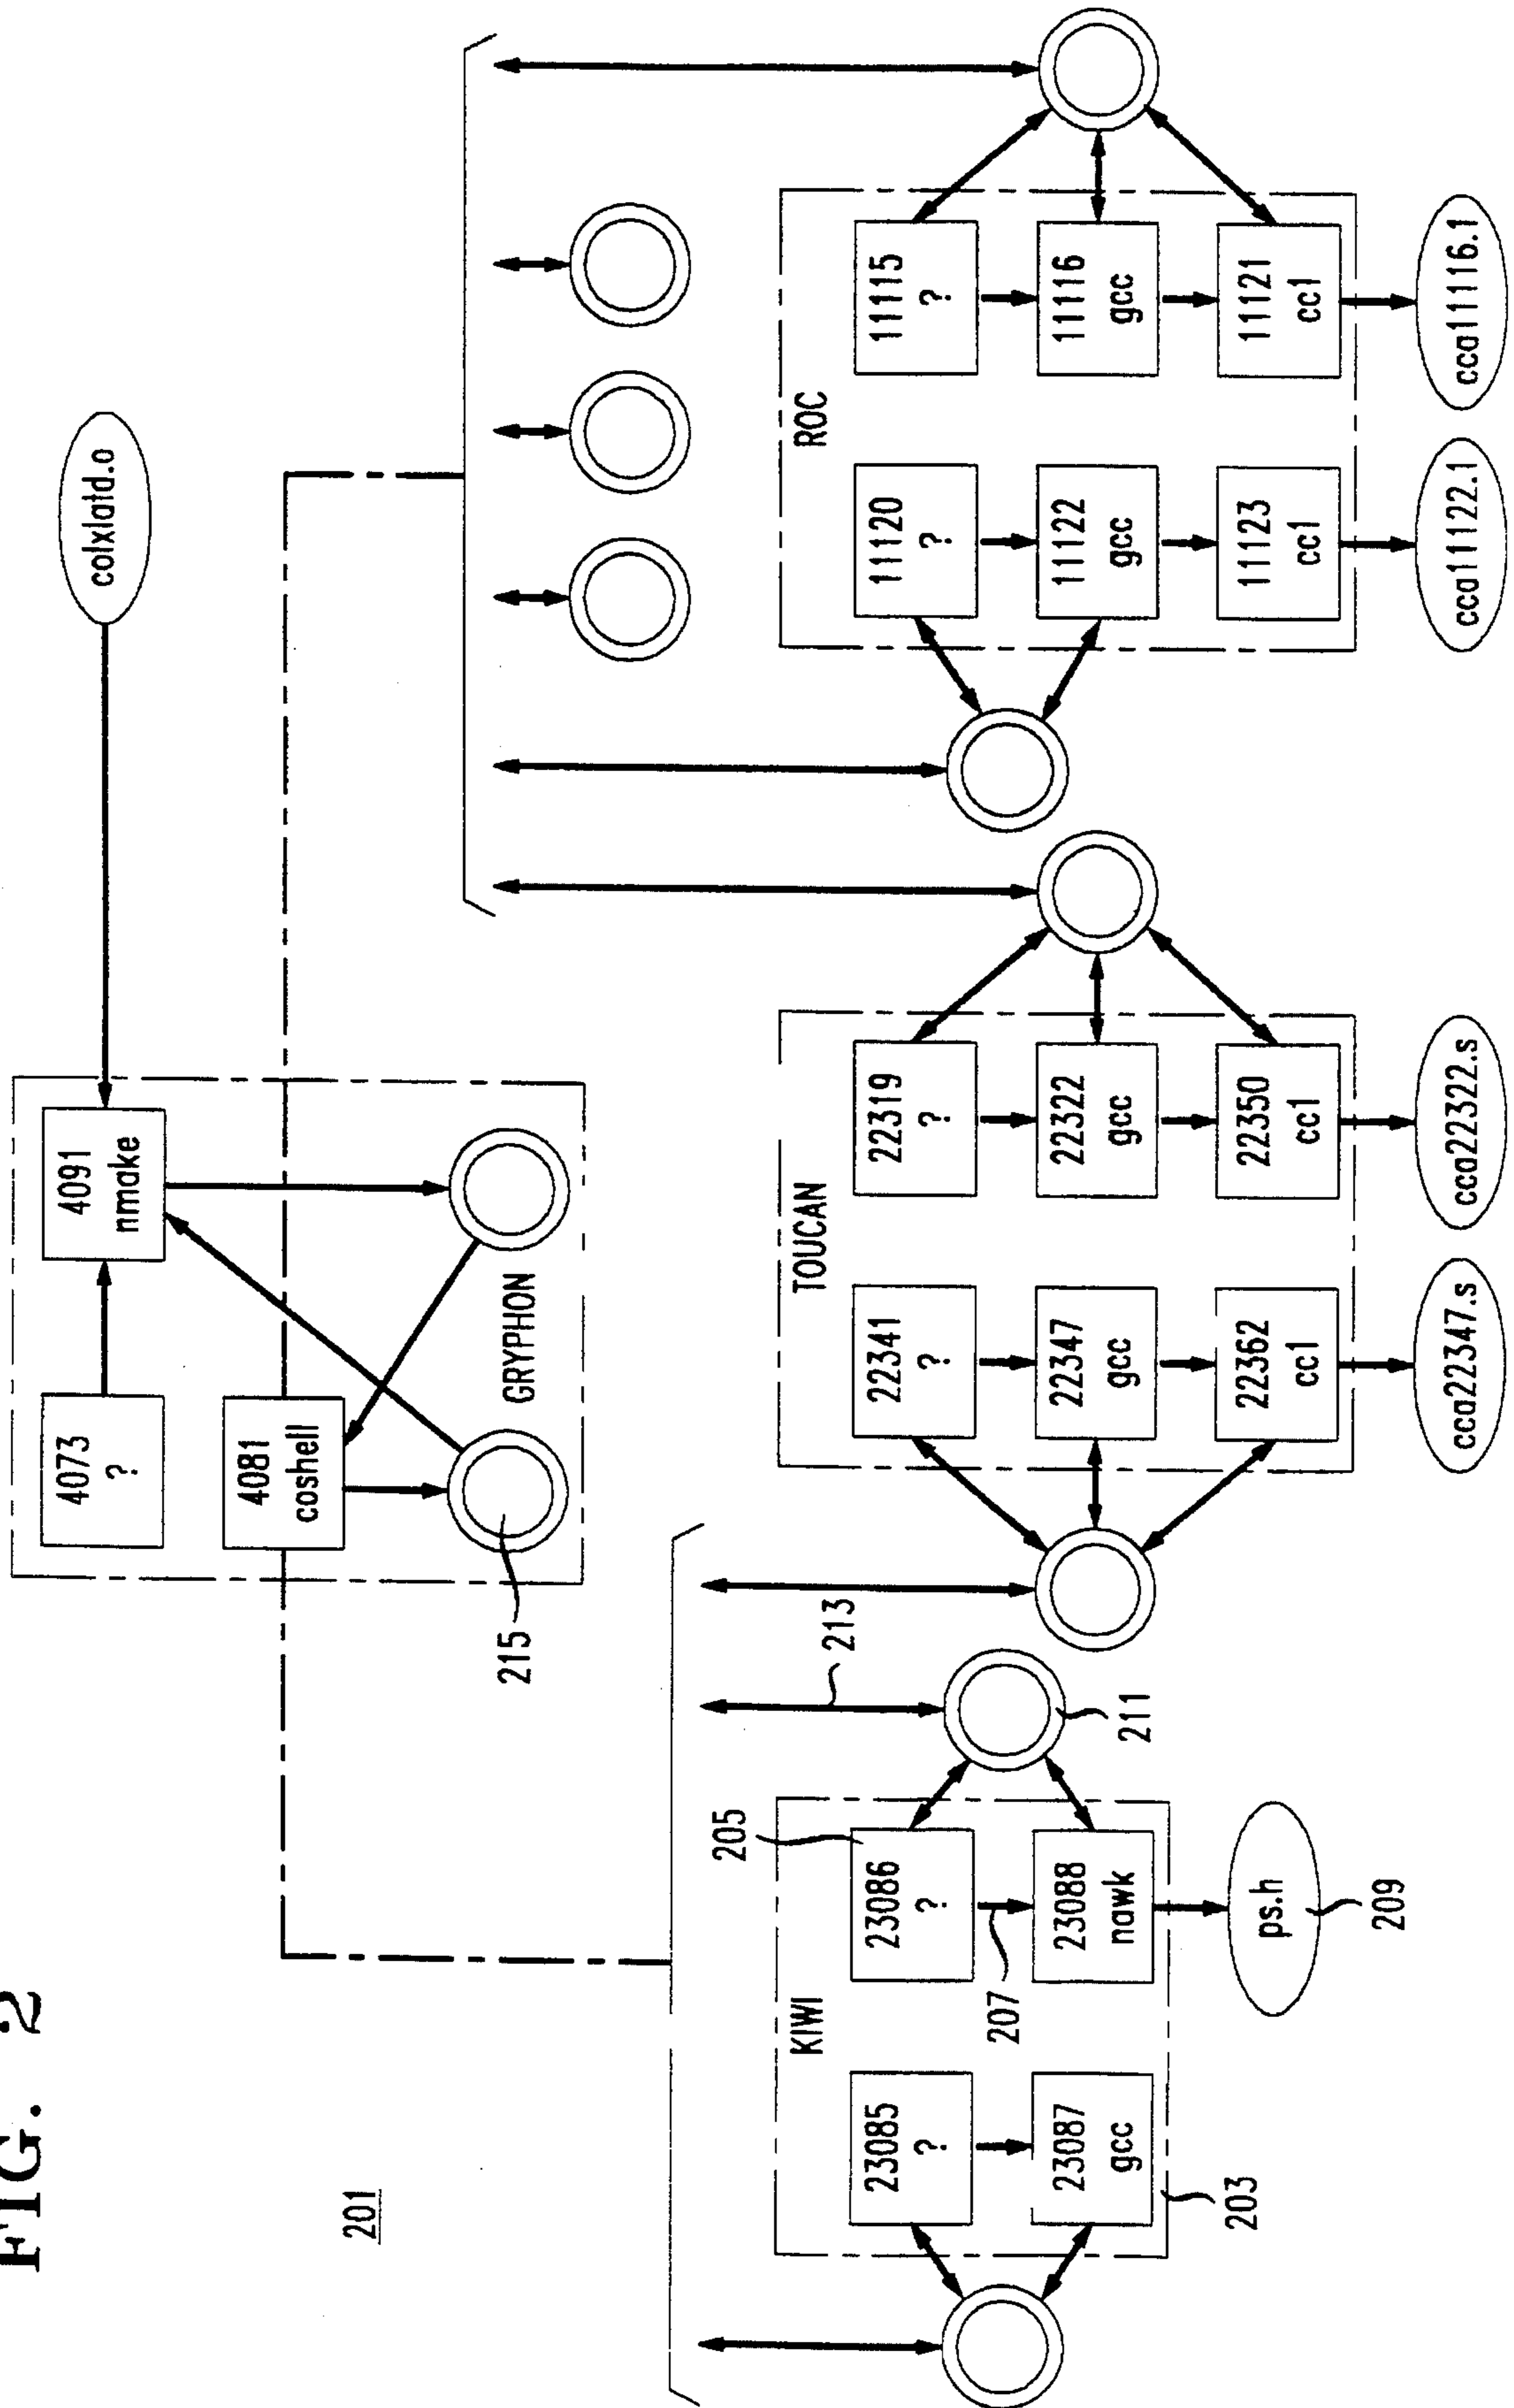 FIG. 2
201
colxlatd.o
4073
?
4091
nmake
4081
coshell
GRYPHON
215
213
211
KIWI
205
23085
?
23086
?
207
23087
gcc
23088
nawk
203
ps.h
209
TOUCAN
22341
?
22319
?
22347
gcc
22322
gcc
22362
cc1
22350
cc1
cca22347.s
cca22322.s
ROC
11120
?
11115
?
11122
gcc
11116
gcc
11123
cc1
11121
cc1
cca11122.1
cca11116.1